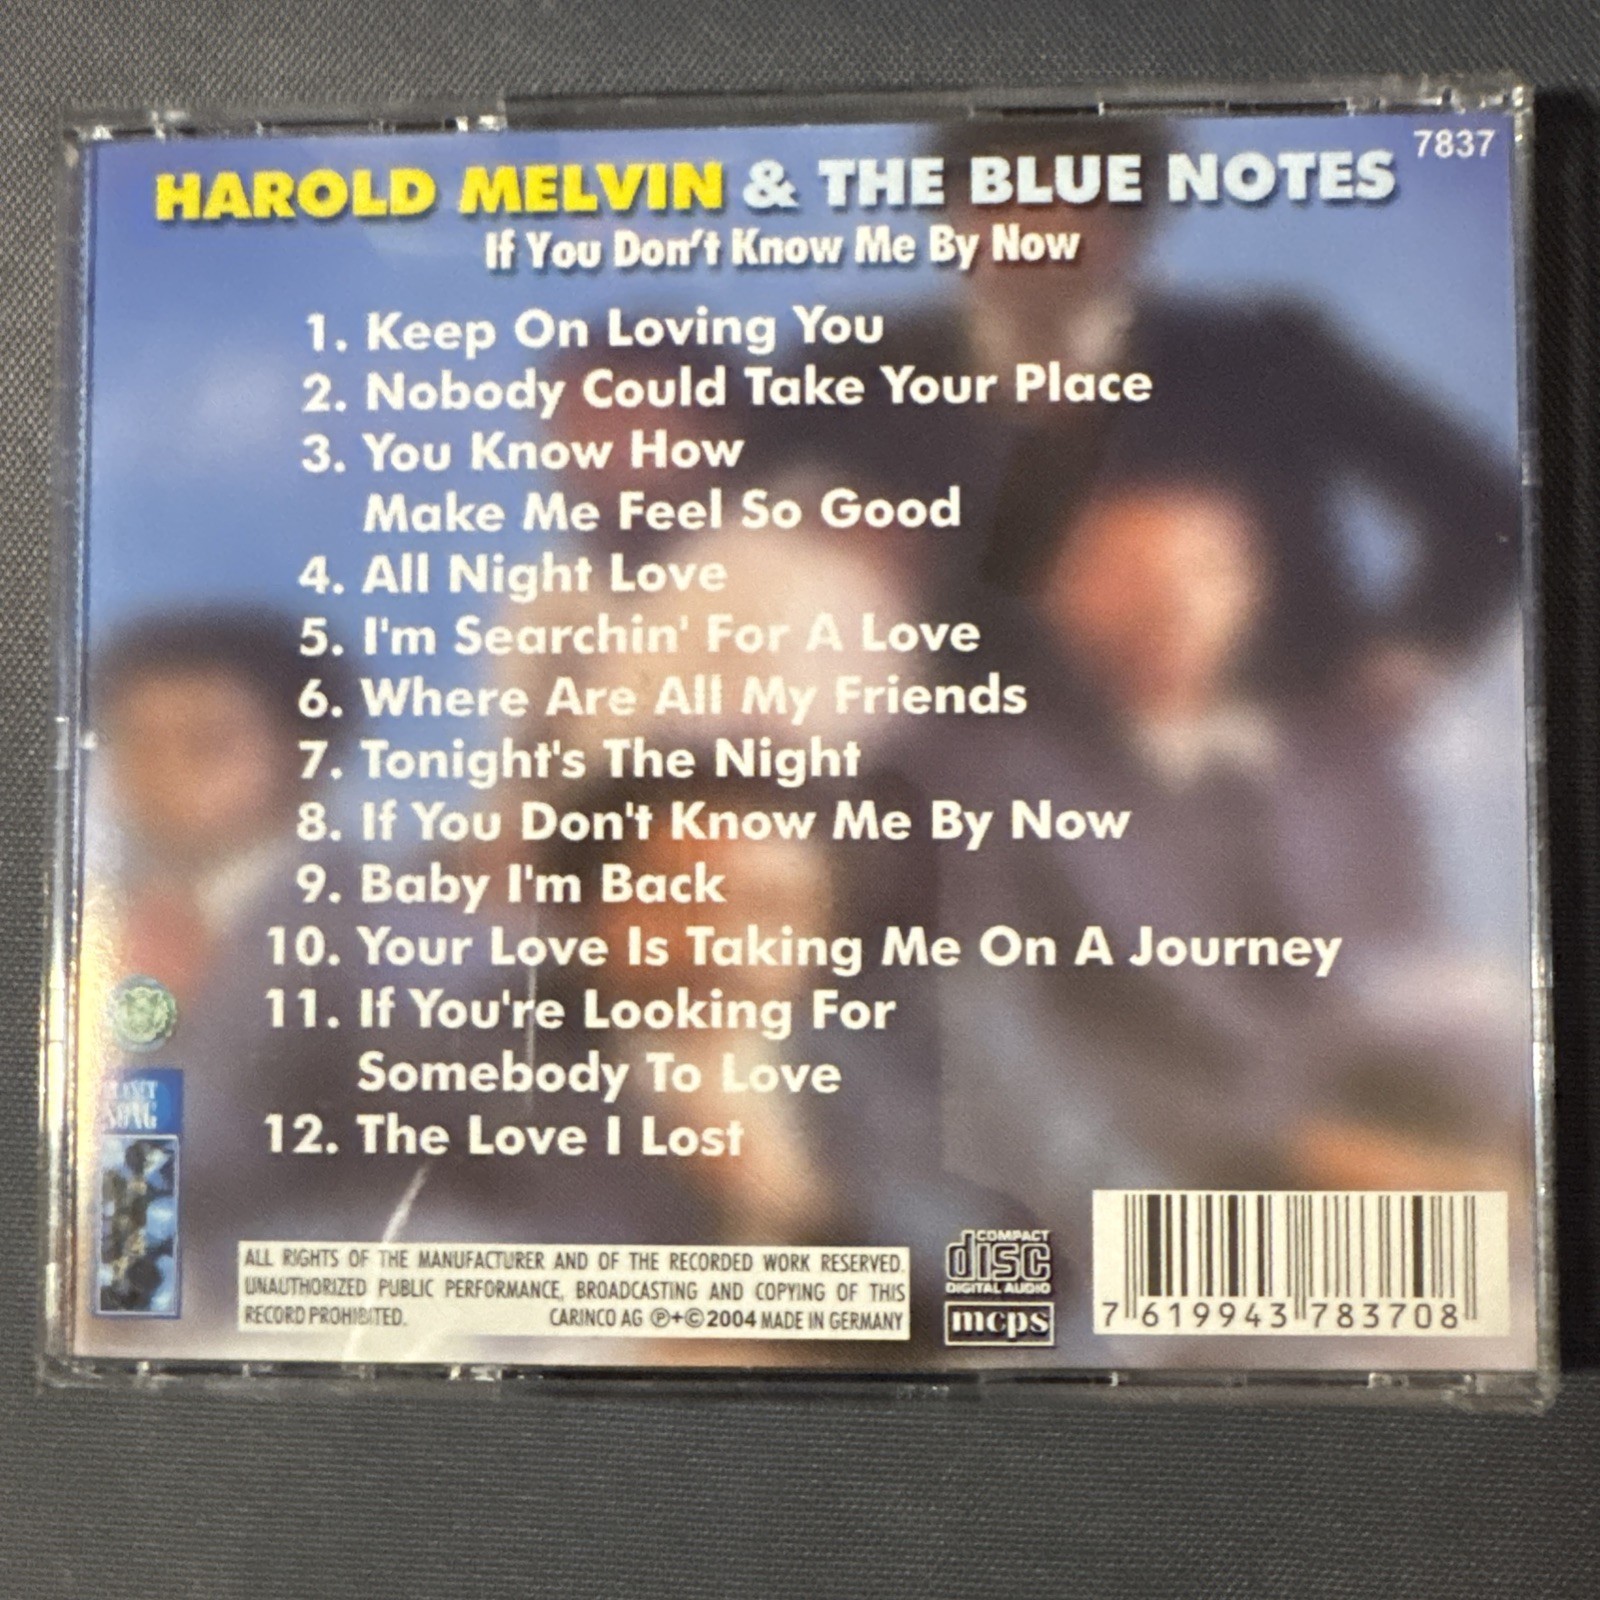 7837
HAROLD MELVIN & THE BLUE NOTES
If You Don't Know Me By Now
1. Keep On Loving You
2. Nobody Could Take Your Place
3. You Know How
Make Me Feel So Good
4. All Night Love
5. I'm Searchin' For A Love
6. Where Are All My Friends
7. Tonight's The Night
8. If You Don't Know Me By Now
9. Baby I'm Back
10. Your Love Is Taking Me On A Journey
11. If You're Looking For
Somebody To Love
12. The Love I Lost
ALL RIGHTS OF THE MANUFACTURER AND OF THE RECORDED WORK RESERVED.
UNAUTHORIZED PUBLIC PERFORMANCE, BROADCASTING AND COPYING OF THIS
RECORD PROHIBITED. CARINCO AG ℗+© 2004 MADE IN GERMANY
COMPACT
disc
DIGITAL AUDIO
mcps
7 619943 783708